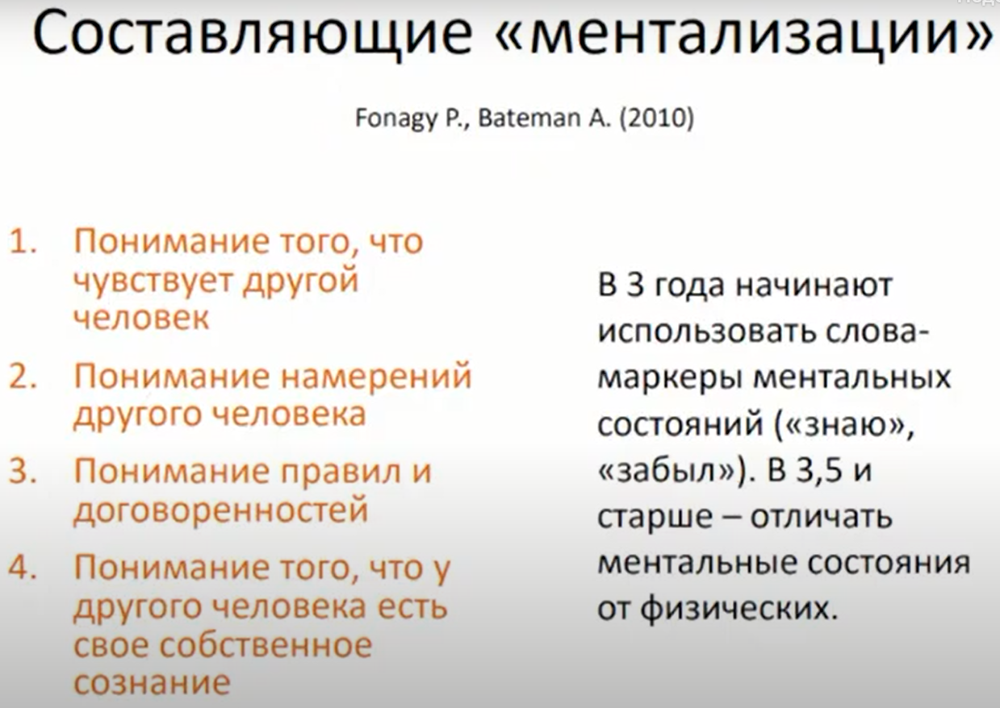 Составляющие «ментализации»
Fonagy P., Bateman A. (2010)
1. Понимание того, что
чувствует другой
человек
2. Понимание намерений
другого человека
3. Понимание правил и
договоренностей
4. Понимание того, что у
другого человека есть
свое собственное
сознание
В 3 года начинают
использовать слова-
маркеры ментальных
состояний («знаю»,
«забыл»). В 3,5 и
старше – отличать
ментальные состояния
от физических.